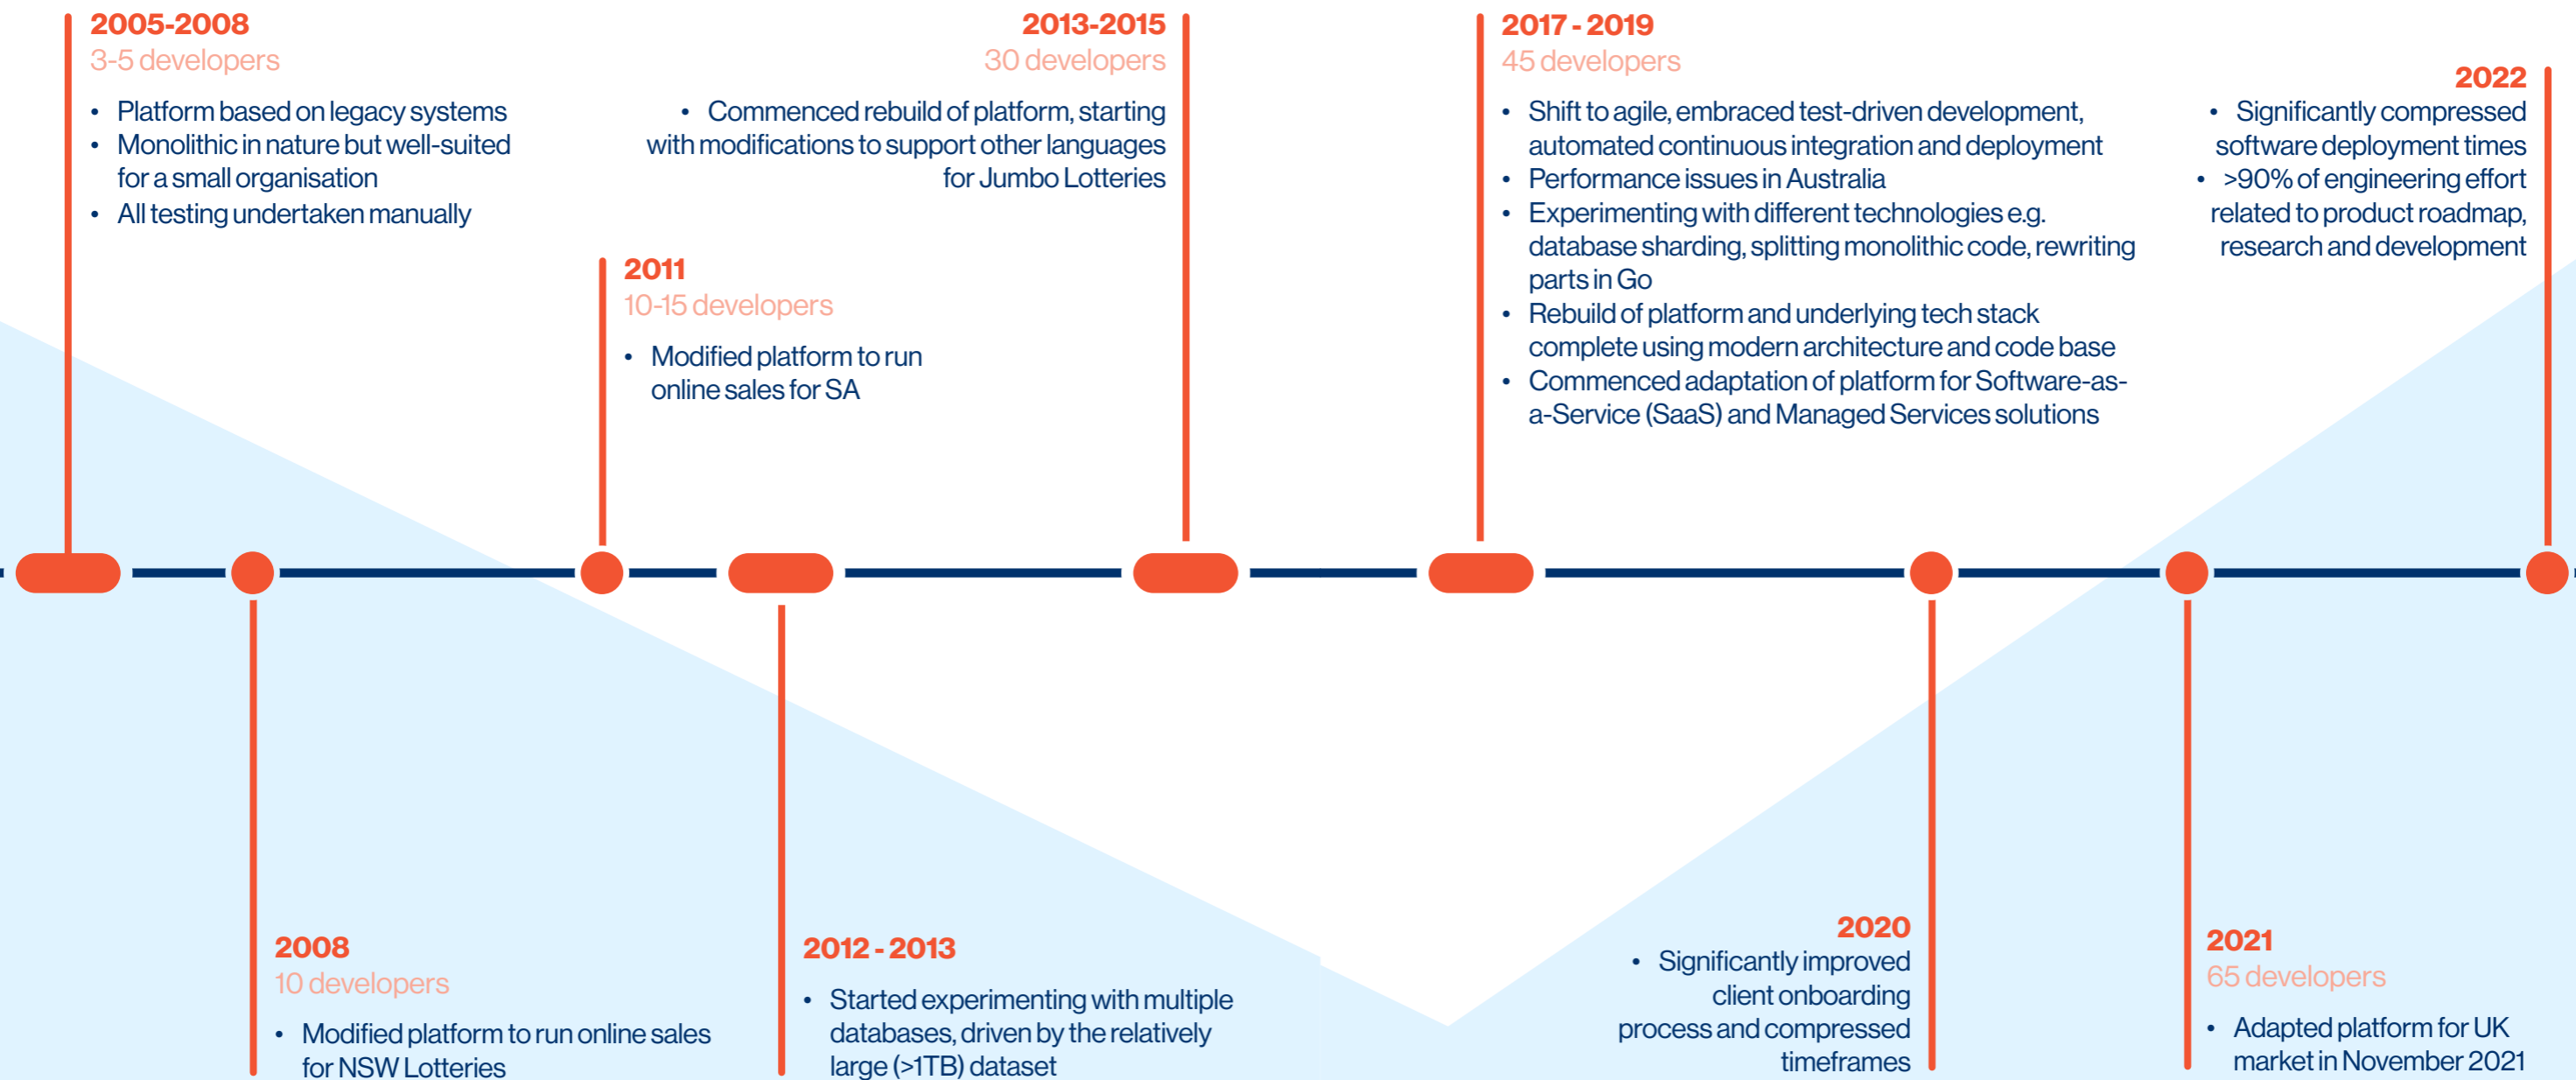 2005-2008
3-5 developers
• Platform based on legacy systems
• Monolithic in nature but well-suited
for a small organisation
• All testing undertaken manually
2008
10 developers
• Modified platform to run online sales
for NSW Lotteries
2011
10-15 developers
• Modified platform to run
online sales for SA
2012 - 2013
• Started experimenting with multiple
databases, driven by the relatively
large (>1TB) dataset
2013-2015
30 developers
• Commenced rebuild of platform, starting
with modifications to support other languages
for Jumbo Lotteries
2017 - 2019
45 developers
• Shift to agile, embraced test-driven development,
automated continuous integration and deployment
• Performance issues in Australia
• Experimenting with different technologies e.g.
database sharding, splitting monolithic code, rewriting
parts in Go
• Rebuild of platform and underlying tech stack
complete using modern architecture and code base
• Commenced adaptation of platform for Software-as-
a-Service (SaaS) and Managed Services solutions
2020
• Significantly improved
client onboarding
process and compressed
timeframes
2021
65 developers
• Adapted platform for UK
market in November 2021
2022
• Significantly compressed
software deployment times
• >90% of engineering effort
related to product roadmap,
research and development